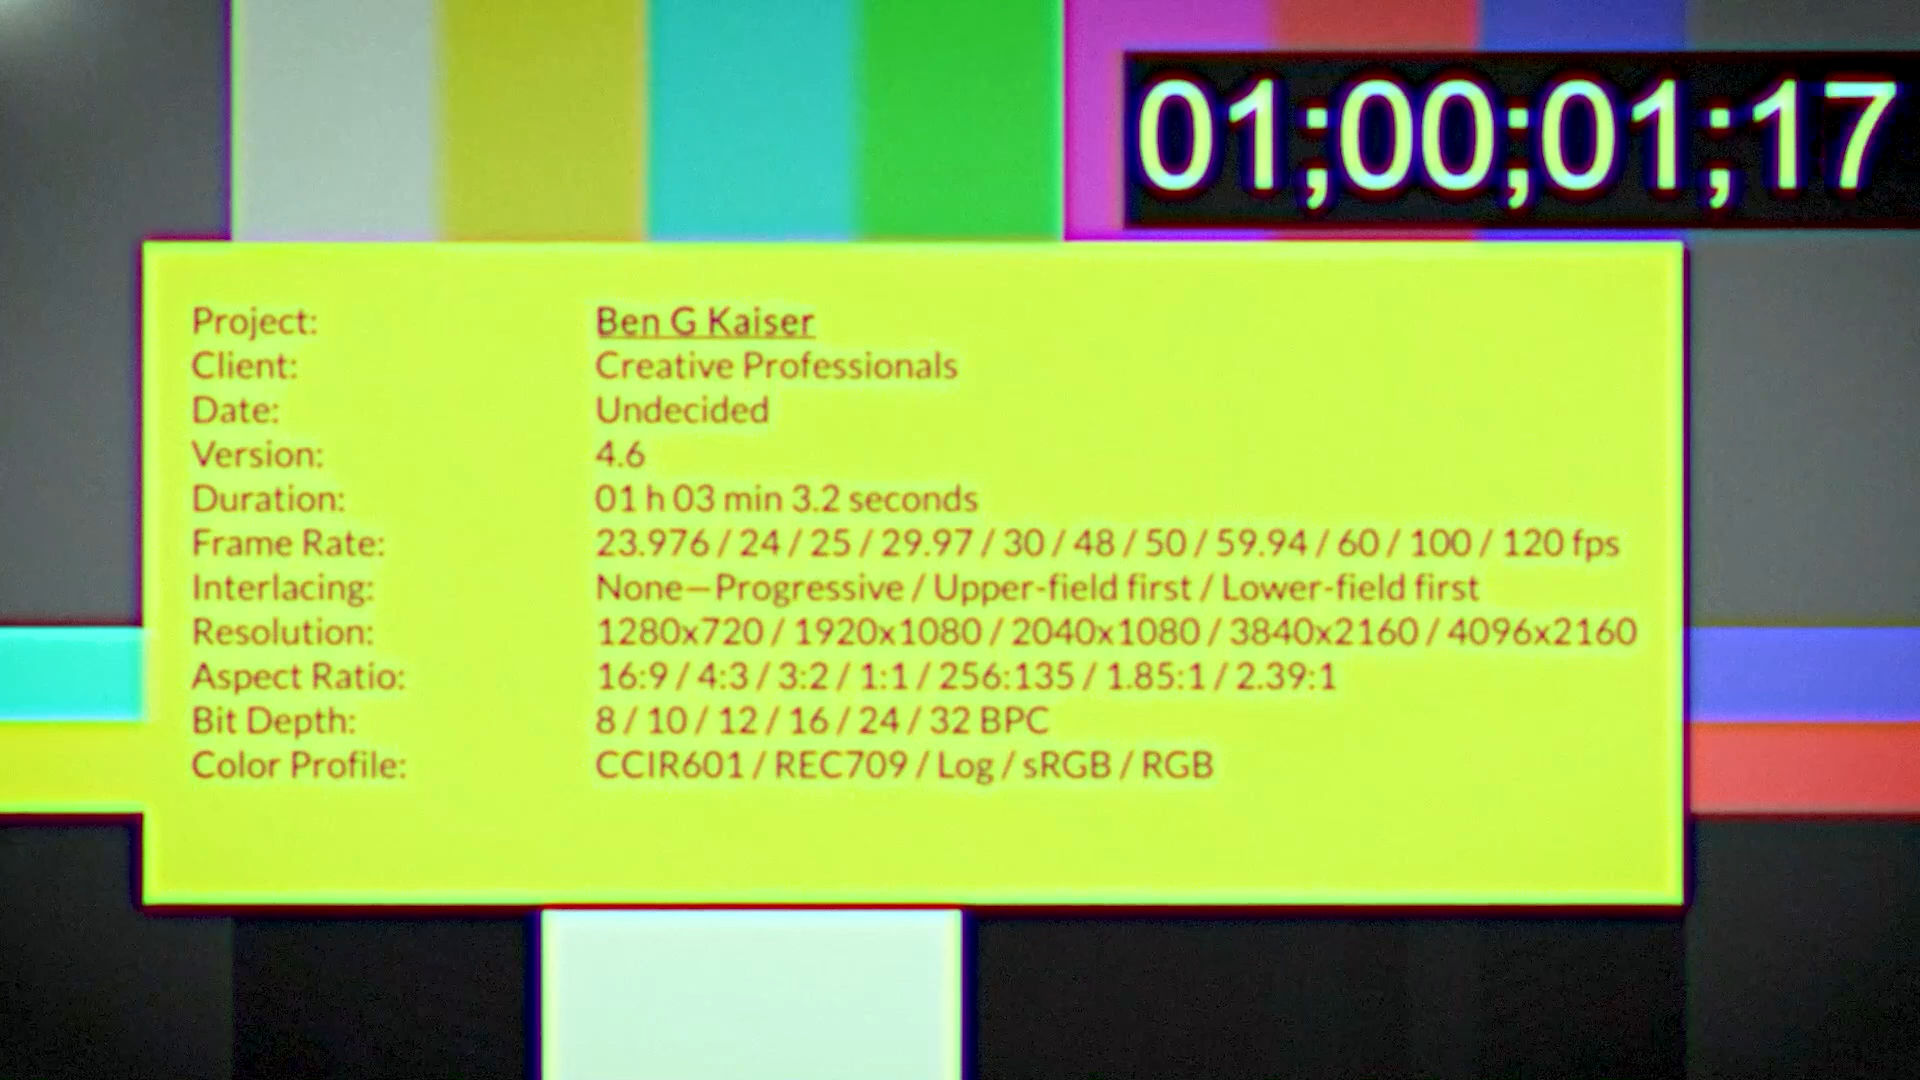 01;00;01;17
Project: Ben G Kaiser
Client: Creative Professionals
Date: Undecided
Version: 4.6
Duration: 01 h 03 min 3.2 seconds
Frame Rate: 23.976 / 24 / 25 / 29.97 / 30 / 48 / 50 / 59.94 / 60 / 100 / 120 fps
Interlacing: None—Progressive / Upper-field first / Lower-field first
Resolution: 1280x720 / 1920x1080 / 2040x1080 / 3840x2160 / 4096x2160
Aspect Ratio: 16:9 / 4:3 / 3:2 / 1:1 / 256:135 / 1.85:1 / 2.39:1
Bit Depth: 8 / 10 / 12 / 16 / 24 / 32 BPC
Color Profile: CCIR601 / REC709 / Log / sRGB / RGB